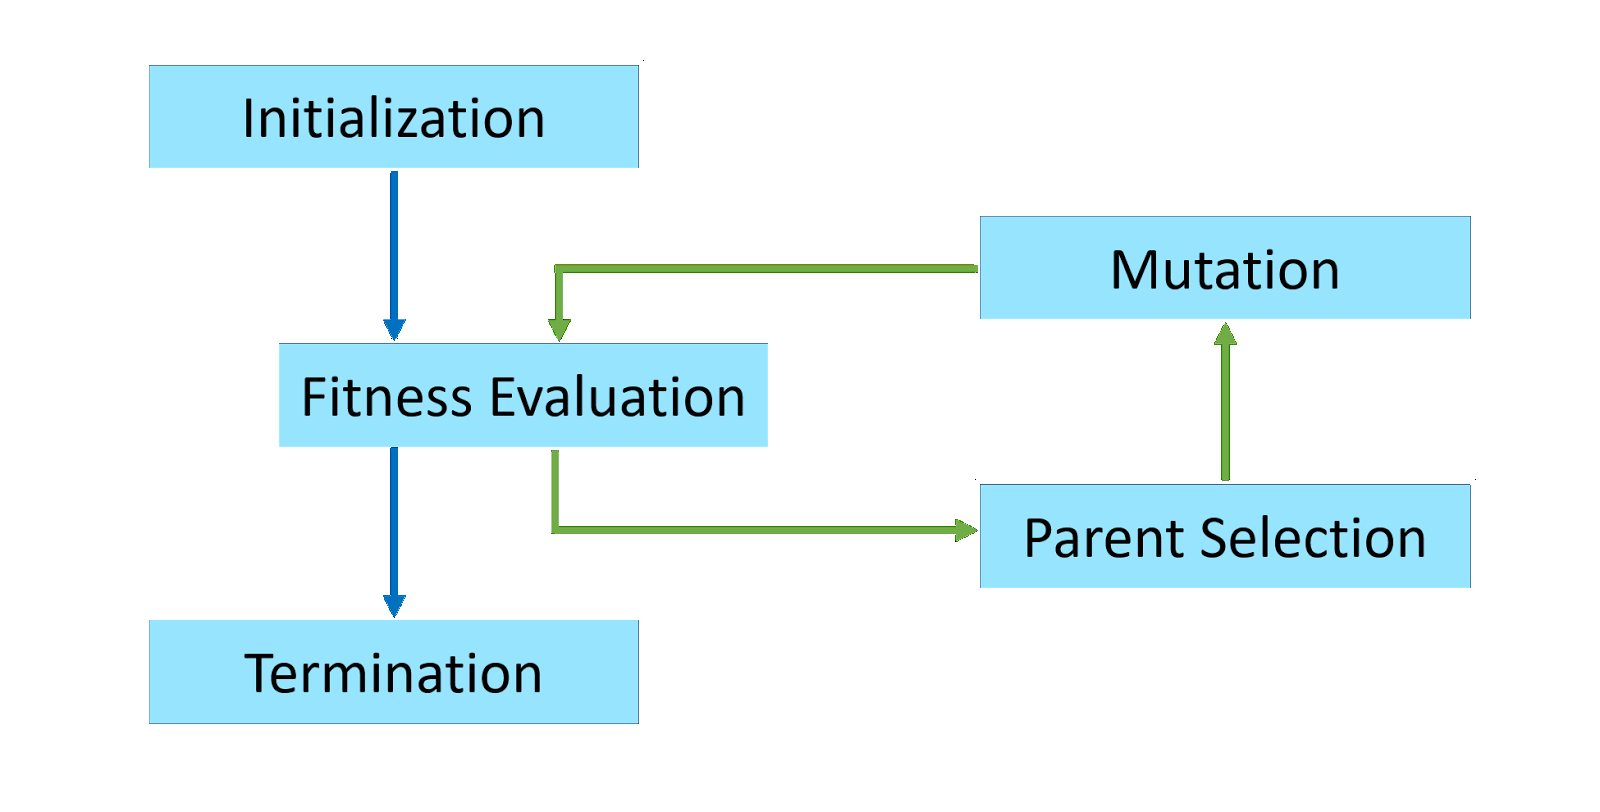 Initialization
Mutation
Fitness Evaluation
Parent Selection
Termination